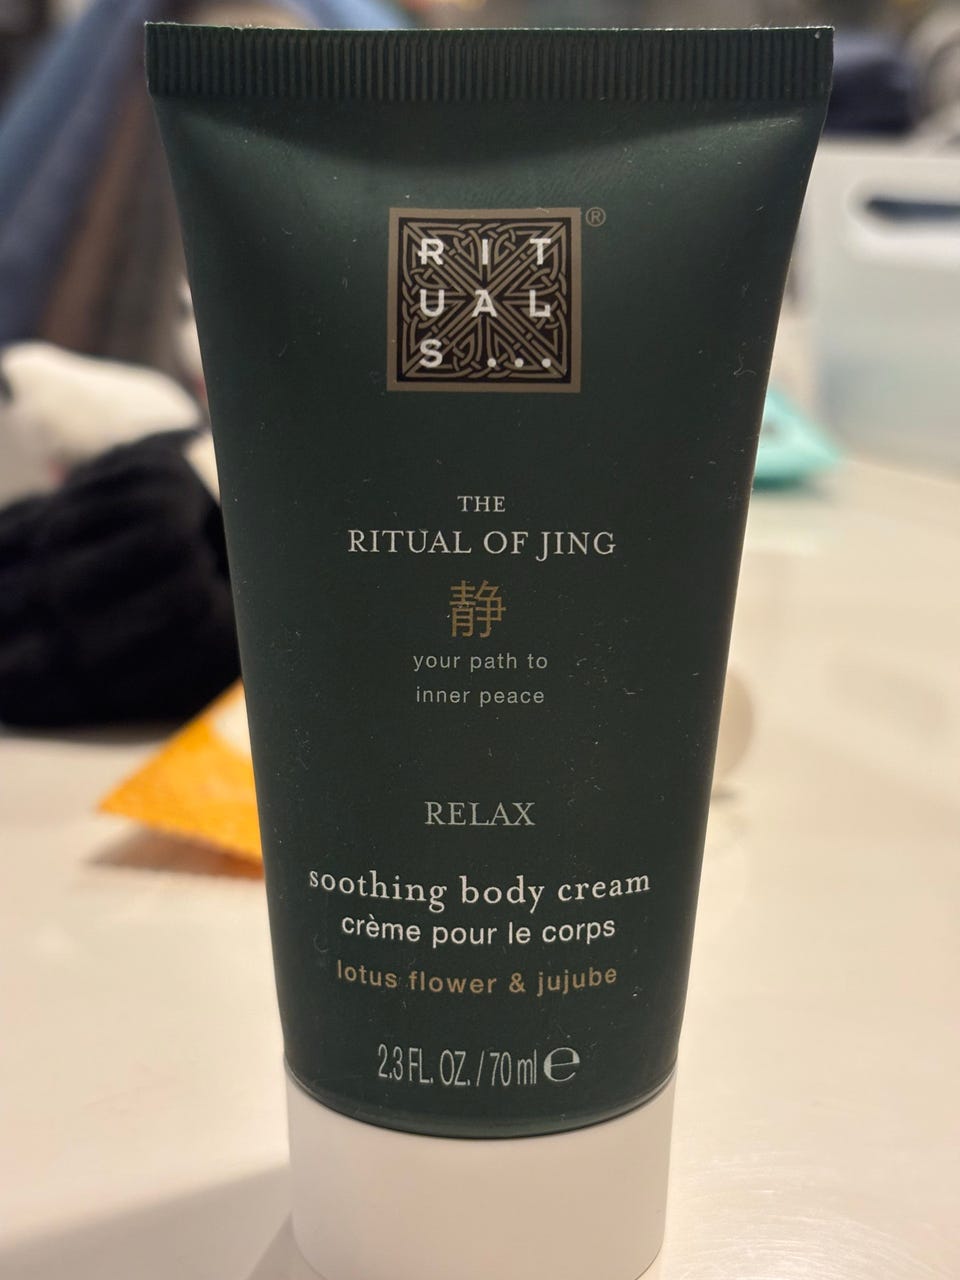 RIT
UAL
S...
®
THE
RITUAL OF JING
静
your path to
inner peace
RELAX
soothing body cream
crème pour le corps
lotus flower & jujube
2.3 FL. OZ. / 70 ml ℮